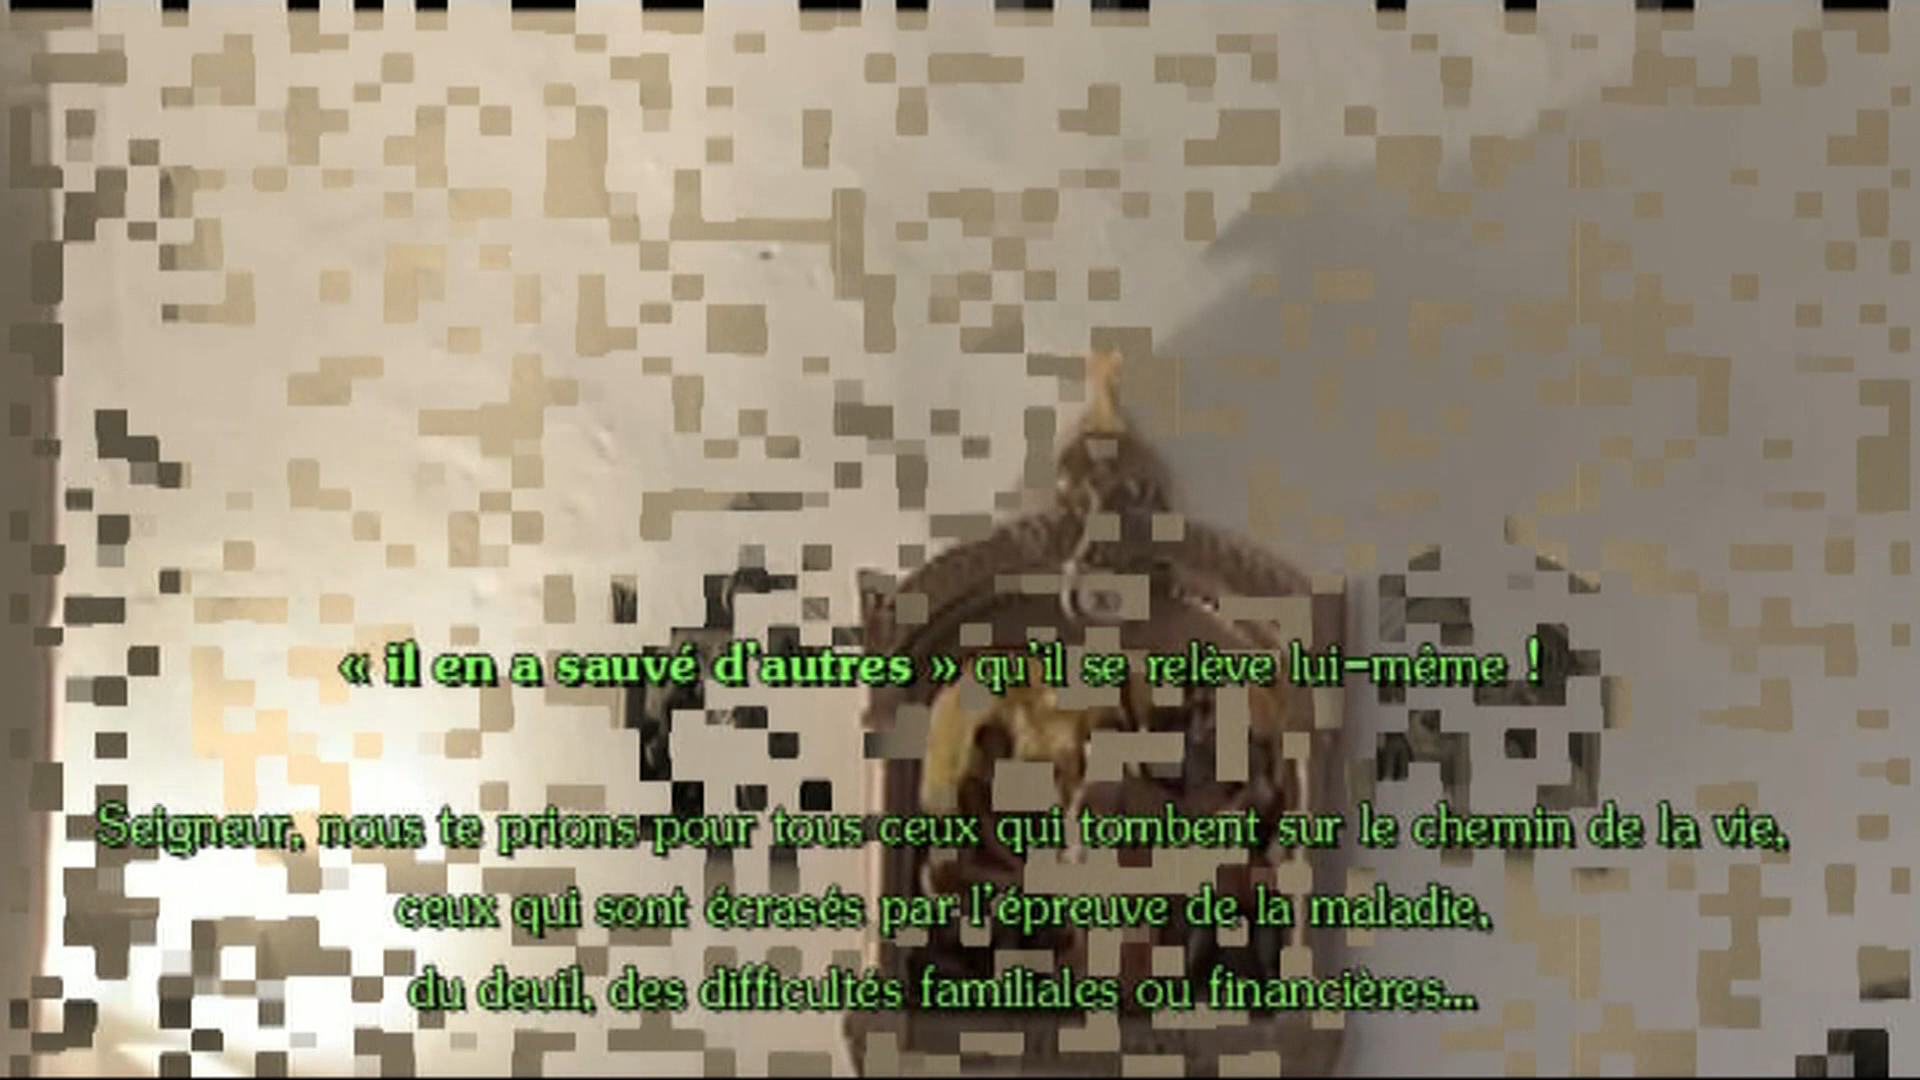 « il en a sauvé d'autres » qu'il se relève lui-même !
Seigneur, nous te prions pour tous ceux qui tombent sur le chemin de la vie,
ceux qui sont écrasés par l'épreuve de la maladie,
du deuil, des difficultés familiales ou financières...